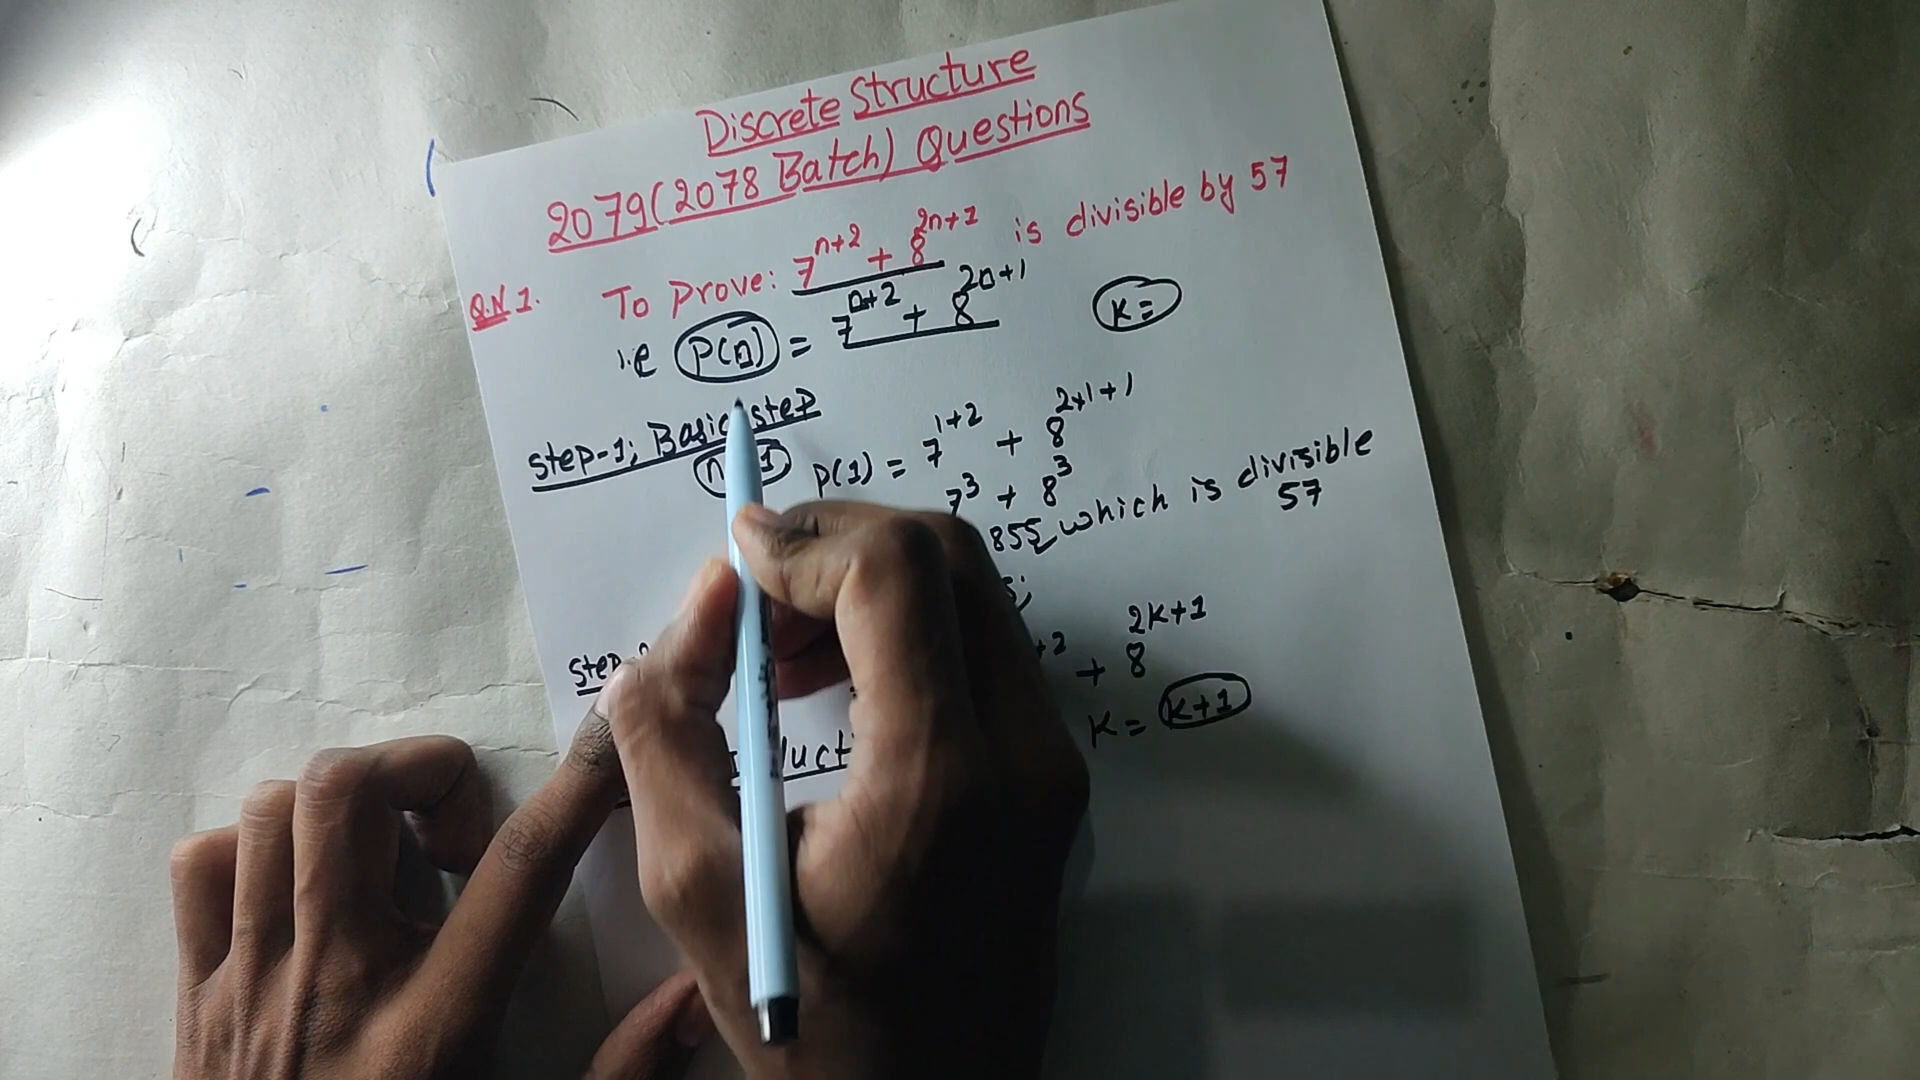 Discrete Structure
2079(2078 Batch) Questions
Q.N 1. To Prove: 7^{n+2} + 8^{2n+1} is divisible by 57
i.e P(n) = 7^{n+2} + 8^{2n+1} K=
step-1; Basic step
P(1) = 7^{1+2} + 8^{2×1+1}
7^3 + 8^3
855 which is divisible
57
+2 + 8^{2K+1}
K = K+1